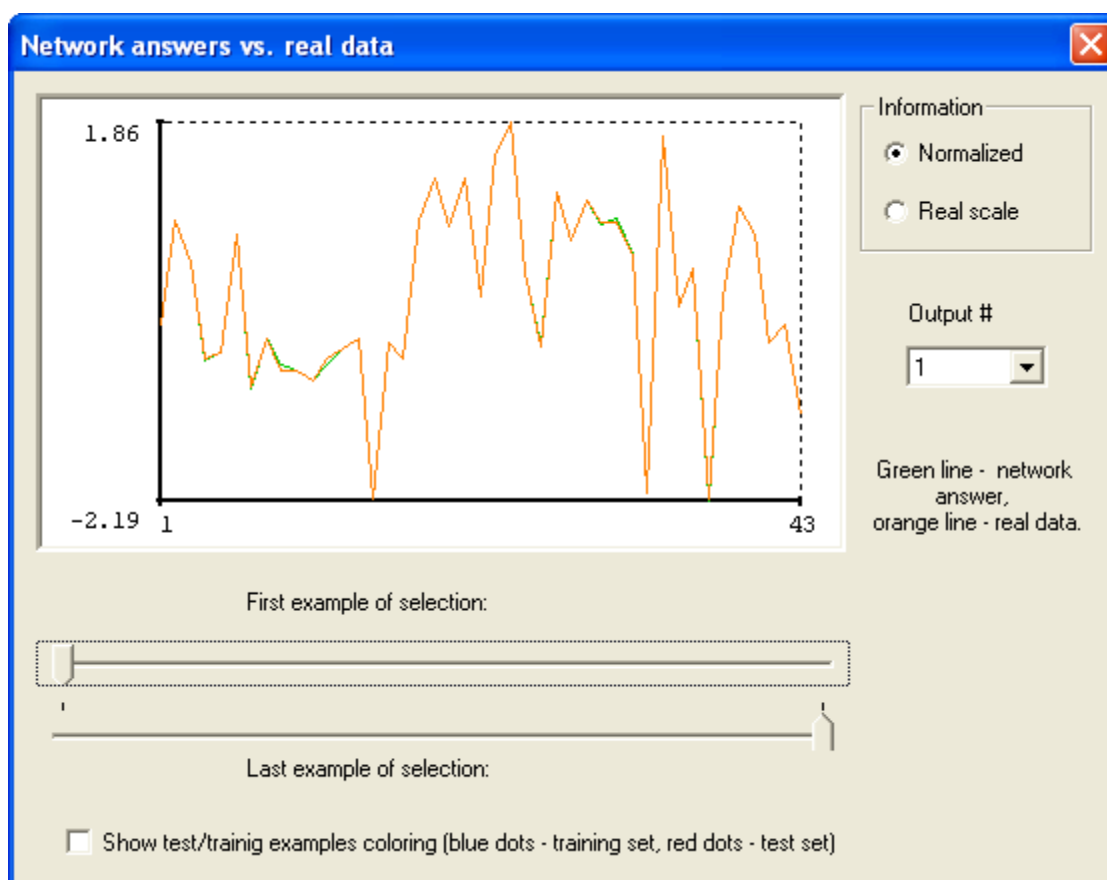 Network answers vs. real data
1.86
-2.19
1
43
Information
Normalized
Real scale
Output #
1
Green line - network
answer,
orange line - real data.
First example of selection:
Last example of selection:
Show test/trainig examples coloring (blue dots - training set, red dots - test set)